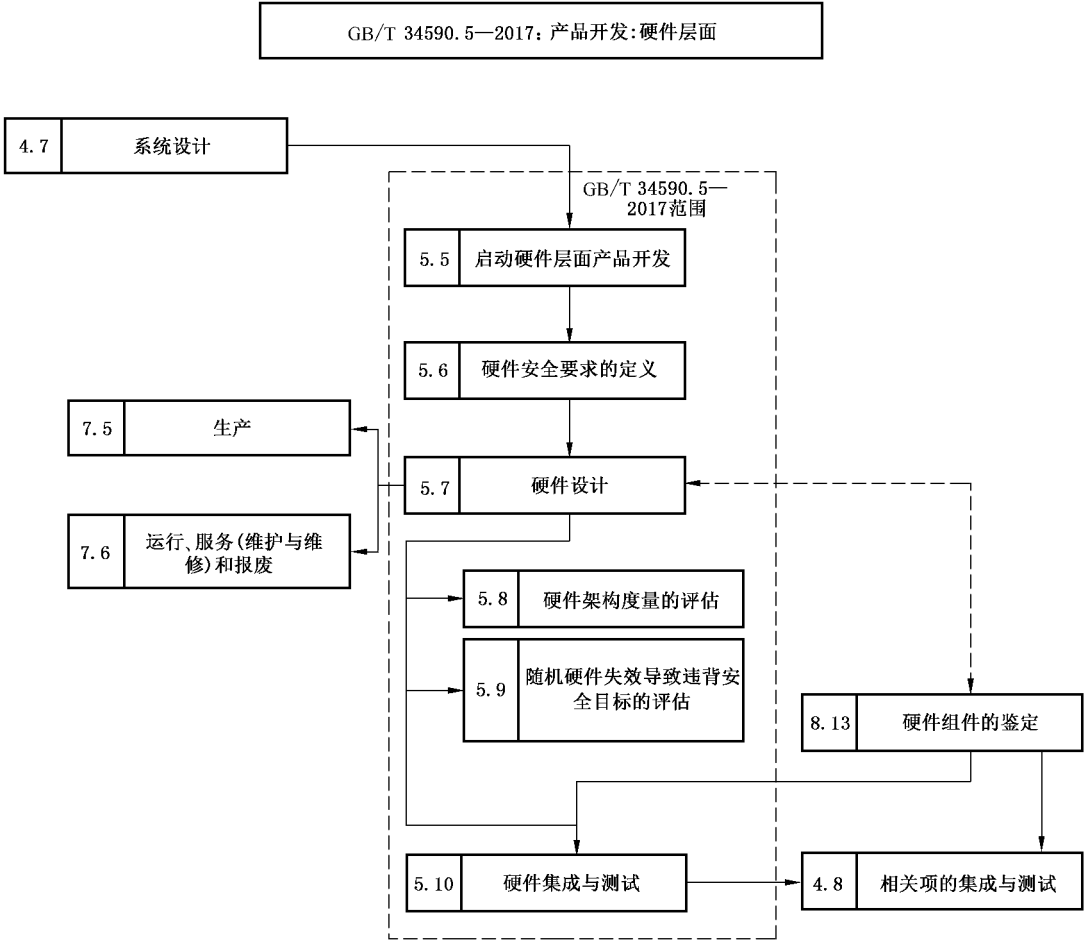 GB/T 34590.5—2017：产品开发：硬件层面
4.7 系统设计
GB/T 34590.5—
2017范围
5.5 启动硬件层面产品开发
5.6 硬件安全要求的定义
7.5 生产
5.7 硬件设计
7.6 运行、服务(维护与维
修)和报废
5.8 硬件架构度量的评估
5.9 随机硬件失效导致违背安
全目标的评估
8.13 硬件组件的鉴定
5.10 硬件集成与测试
4.8 相关项的集成与测试